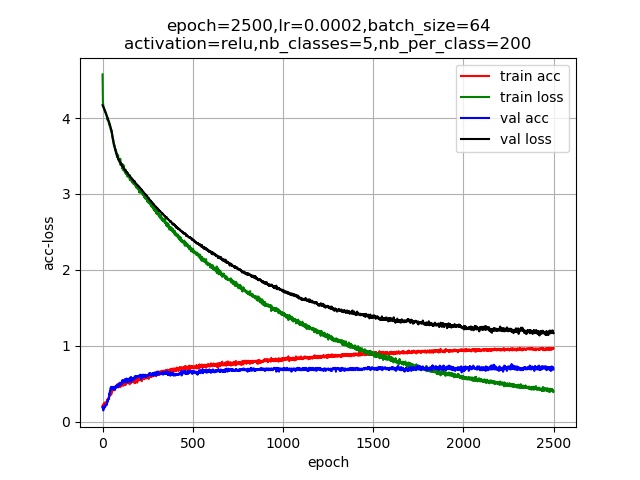 epoch=2500,lr=0.0002,batch_size=64
activation=relu,nb_classes=5,nb_per_class=200
train acc
train loss
val acc
val loss
4
3
2
1
0
acc-loss
0 500 1000 1500 2000 2500
epoch